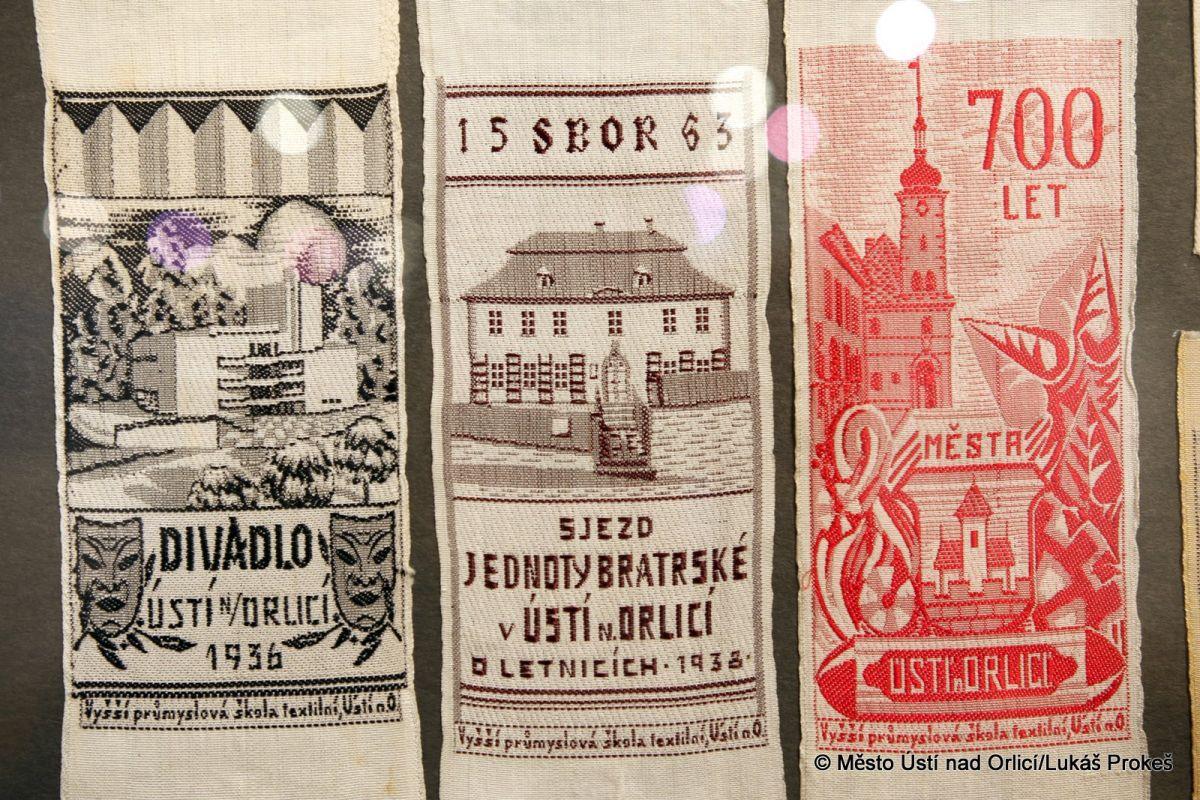 DIVADLO
ÚSTÍ N/ORLICÍ
1936
Vyšší průmyslová škola textilní, Ústí n.O.
15 SBOR 63
SJEZD
JEDNOTY BRATRSKÉ
V ÚSTÍ N. ORLICÍ
O LETNICÍCH · 1938 ·
Vyšší průmyslová škola textilní, Ústí n.O.
700
LET
MĚSTA
ÚSTÍ n. ORLICÍ
Vyšší průmyslová škola textilní, Ústí n.O.
© Město Ústí nad Orlicí/Lukáš Prokeš